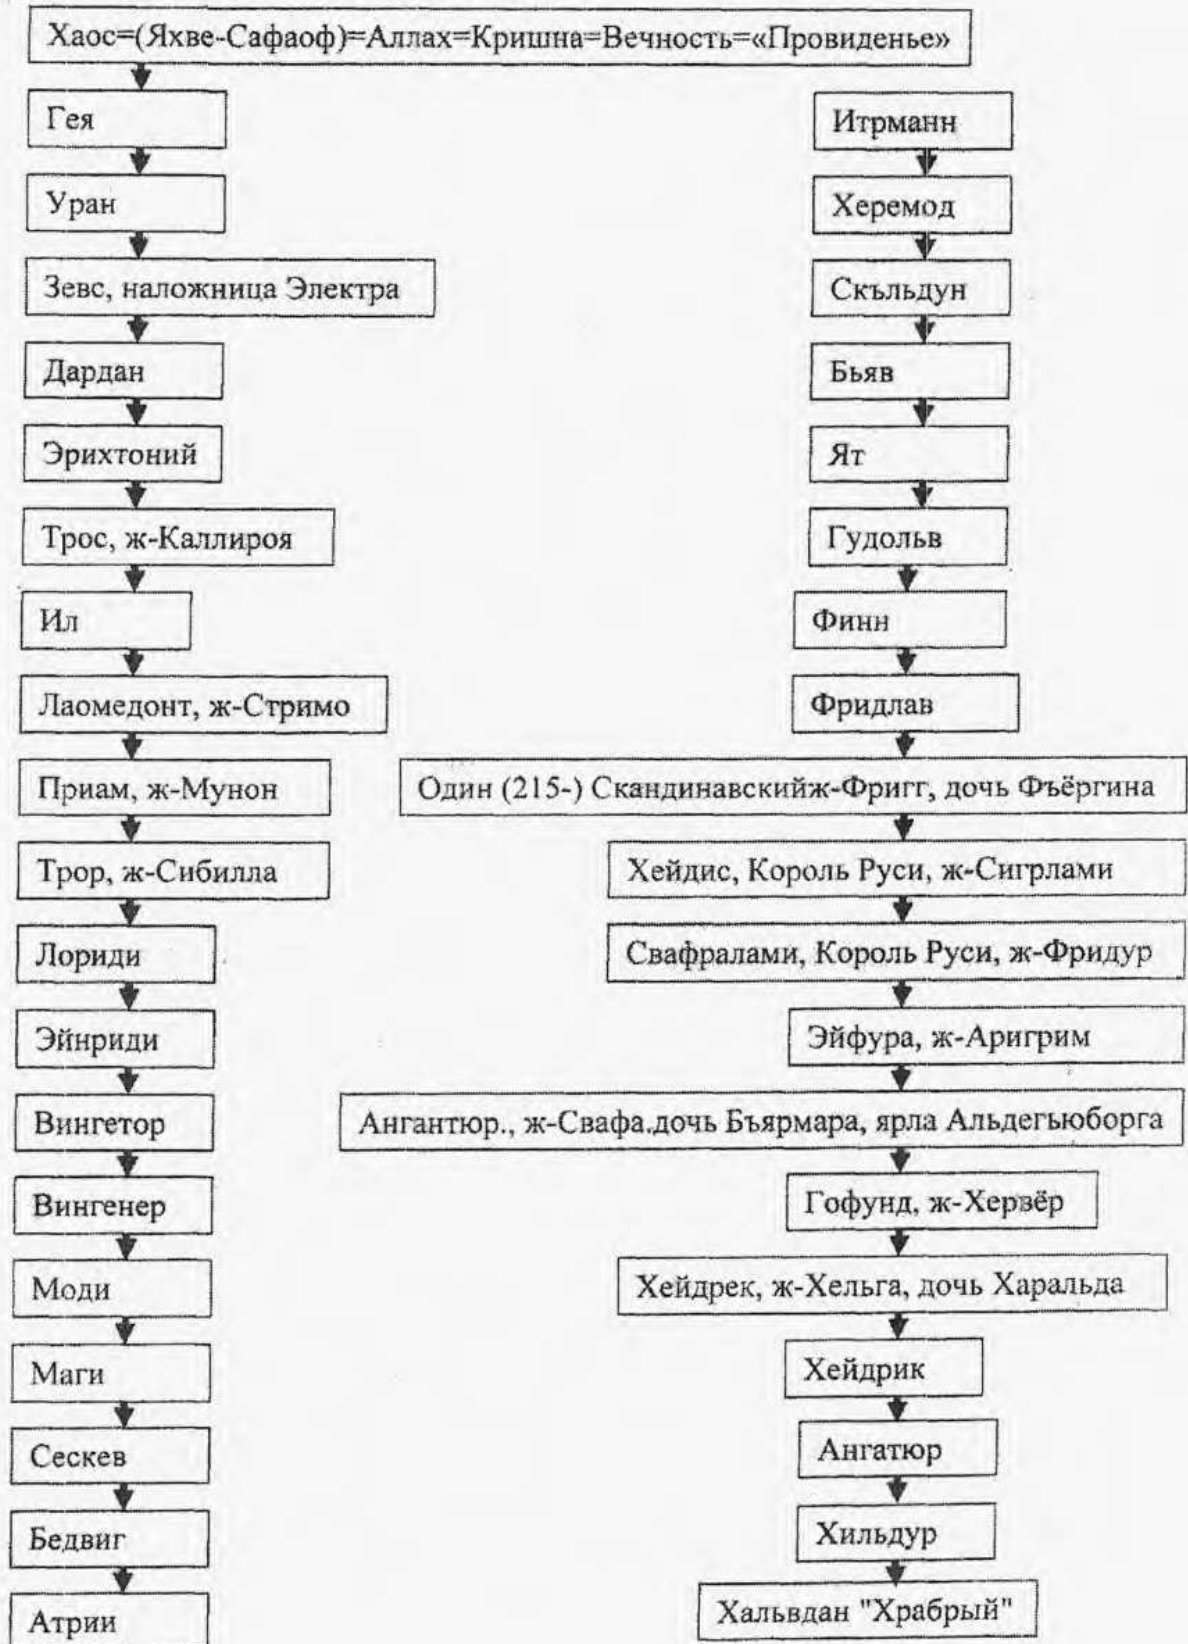 Хаос=(Яхве-Сафаоф)=Аллах=Кришна=Вечность=«Провиденье»
Гея
Уран
Зевс, наложница Электра
Дардан
Эрихтоний
Трос, ж-Каллироя
Ил
Лаомедонт, ж-Стримо
Приам, ж-Мунон
Трор, ж-Сибилла
Лориди
Эйнриди
Вингетор
Вингенер
Моди
Маги
Сескев
Бедвиг
Атрии
Итрманн
Херемод
Скъльдун
Бьяв
Ят
Гудольв
Финн
Фридлав
Один (215-) Скандинавскийж-Фригг, дочь Фъёргина
Хейдис, Король Руси, ж-Сигрлами
Свафралами, Король Руси, ж-Фридур
Эйфура, ж-Аригрим
Ангантюр., ж-Свафа.дочь Бъярмара, ярла Альдегьюборга
Гофунд, ж-Хервёр
Хейдрек, ж-Хельга, дочь Харальда
Хейдрик
Ангатюр
Хильдур
Хальвдан "Храбрый"